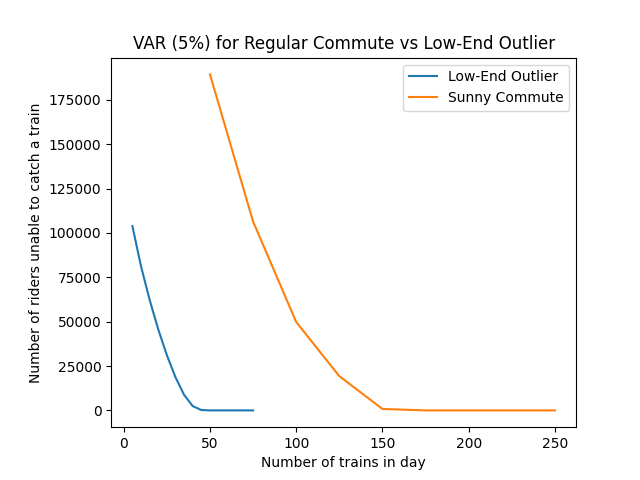 VAR (5%) for Regular Commute vs Low-End Outlier
Low-End Outlier
Sunny Commute
Number of riders unable to catch a train
175000
150000
125000
100000
75000
50000
25000
0
0 50 100 150 200 250
Number of trains in day